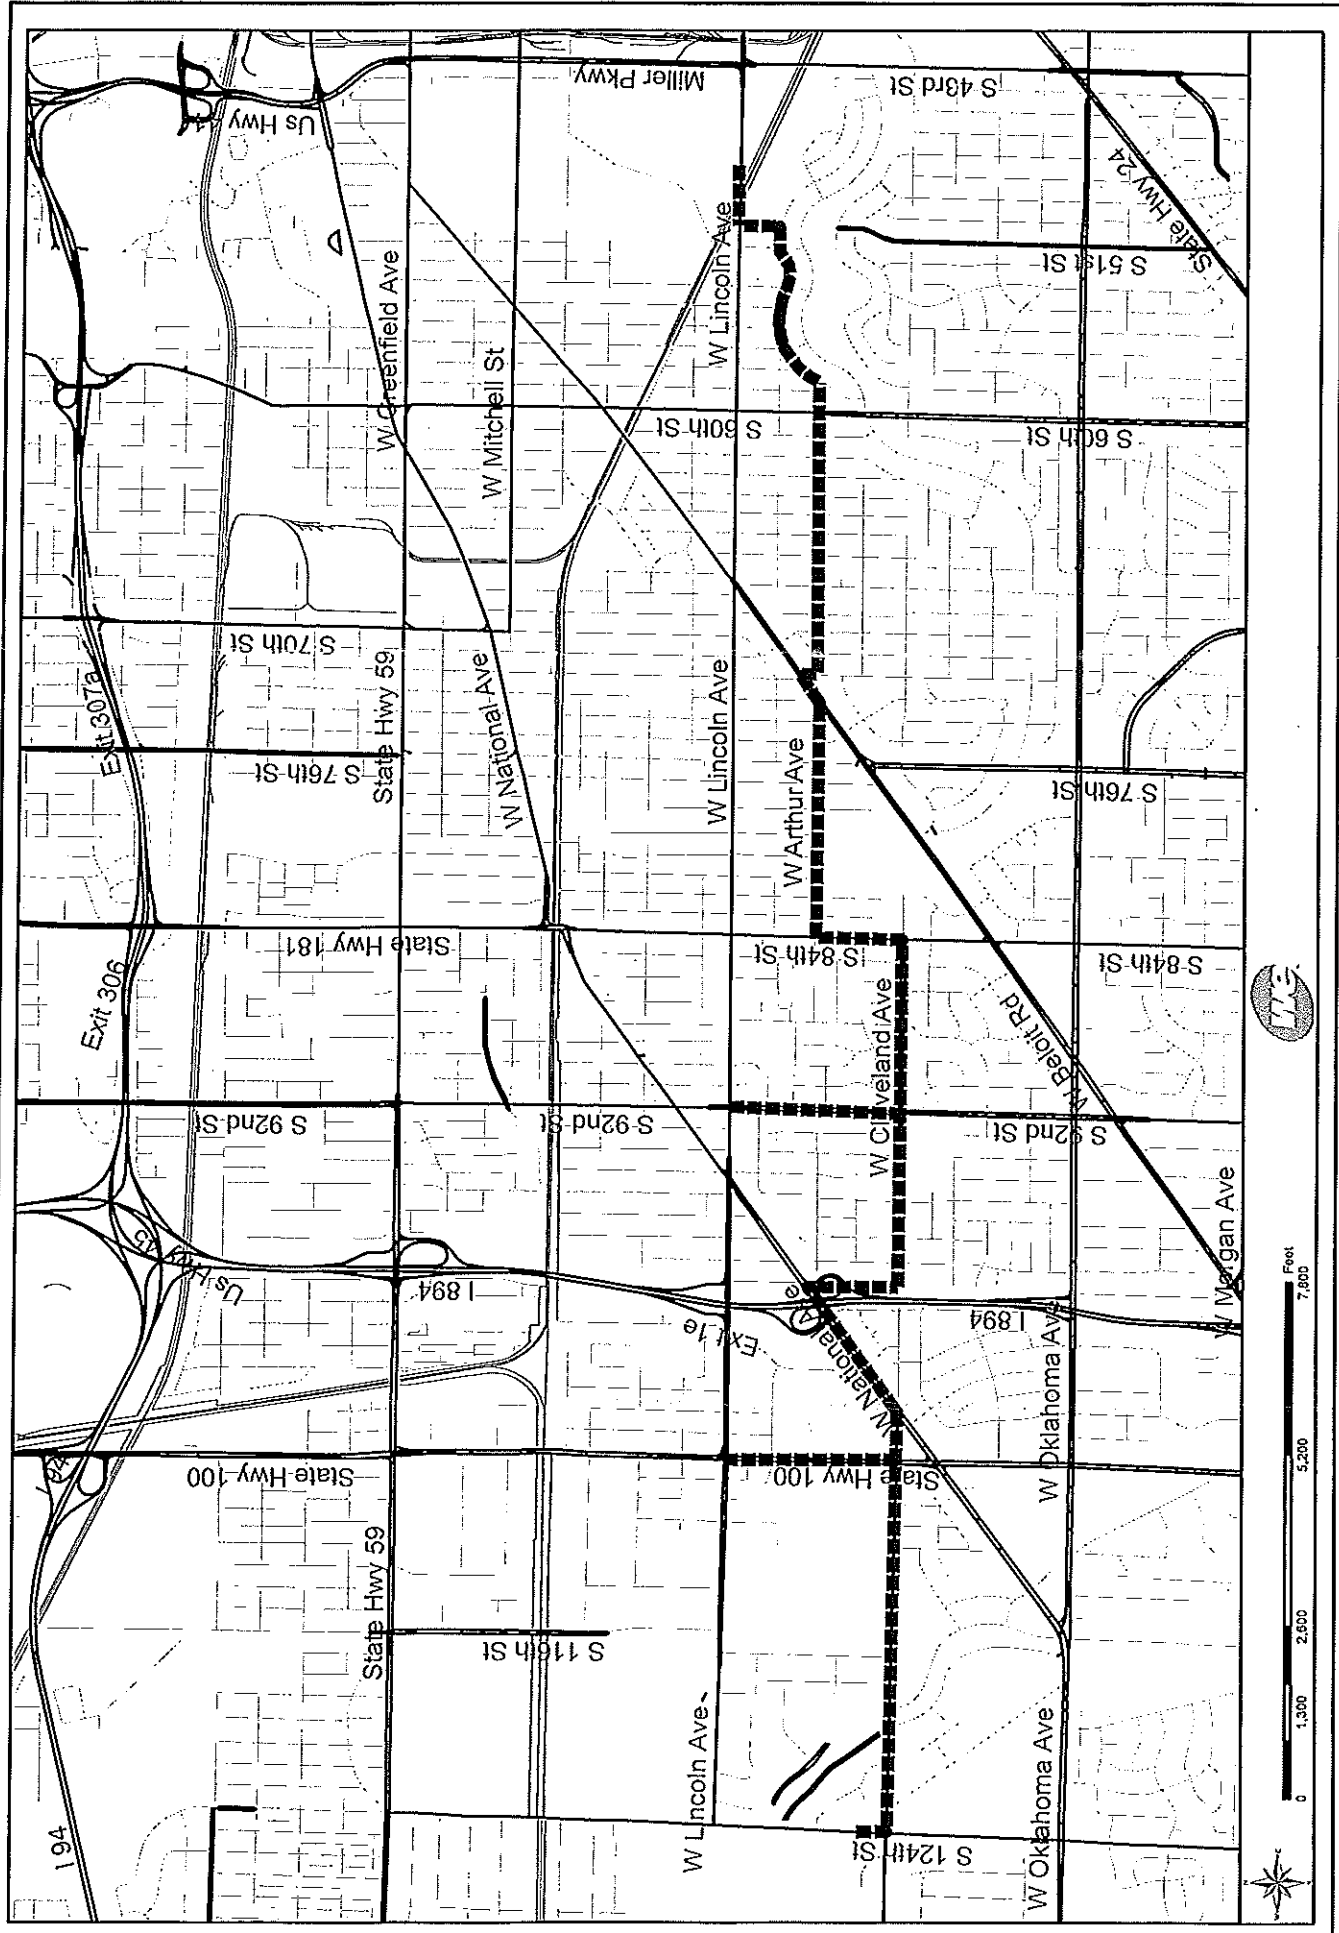 I 94
I 94
State Hwy 100
State Hwy 59
S 116th St
W Lincoln Ave
S 124th St
W Oklahoma Ave
State Hwy 100
W National Ave
W Oklahoma Ave
Us Hwy 45
I 894
Exit 1e
I 894
W Morgan Ave
S 92nd St
S 92nd St
W Cleveland Ave
S 92nd St
W Beloit Rd
Exit 306
State Hwy 181
S 84th St
S 84th St
Exit 307a
S 76th St
State Hwy 59
W National Ave
W Lincoln Ave
W Arthur Ave
S 76th St
S 70th St
W Greenfield Ave
W Mitchell St
S 60th St
S 60th St
W Lincoln Ave
S 51st St
State Hwy 24
Us Hwy 41
Miller Pkwy
S 43rd St
0 1,300 2,600 5,200 7,800
Feet